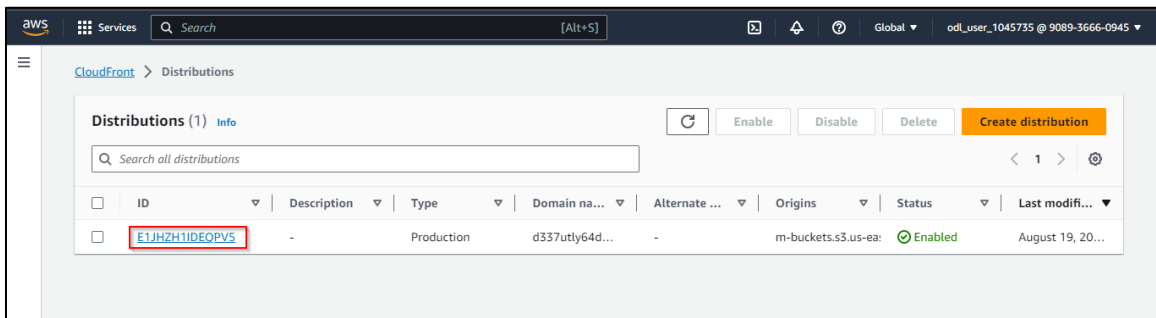 aws Services Search [Alt+S] Global odl_user_1045735 @ 9089-3666-0945
CloudFront > Distributions
Distributions (1) Info Enable Disable Delete Create distribution
Search all distributions < 1 >
ID Description Type Domain na... Alternate ... Origins Status Last modifi...
E1JHZH1IDEQPV5 - Production d337utly64d... - m-buckets.s3.us-ea: Enabled August 19, 20...